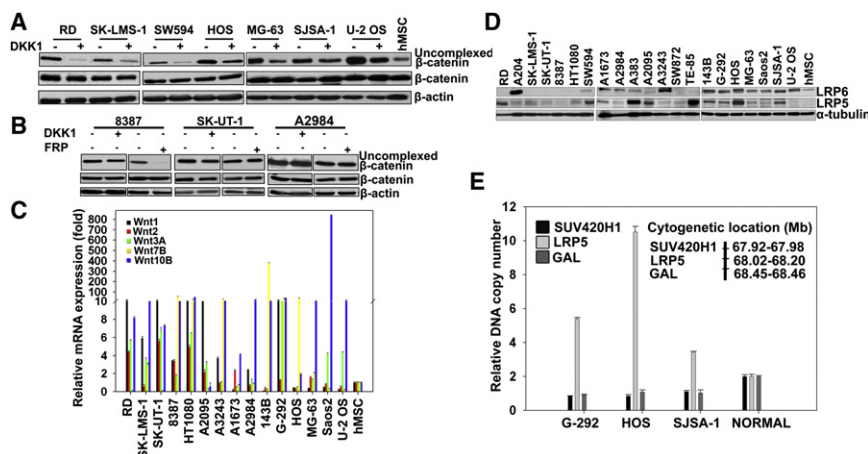 A
RD SK-LMS-1 SW594 HOS MG-63 SJSA-1 U-2 OS hMSC
DKK1 - + - + - + - + - + - + - +
Uncomplexed
β-catenin
β-catenin
β-actin
B
8387 SK-UT-1 A2984
DKK1 - + - + - +
FRP - + - + - +
Uncomplexed
β-catenin
β-catenin
β-actin
C
Relative mRNA expression (fold)
800
700
600
500
400
300
200
100
10
8
6
4
2
0
Wnt1
Wnt2
Wnt3A
Wnt7B
Wnt10B
RD SK-LMS-1 SK-UT-1 8387 HT1080 A2095 A3243 A1673 A2984 143B G-292 HOS MG-63 Saos2 U-2 OS hMSC
D
RD A204 SK-LMS-1 SK-UT-1 8387 HT1080 SW594 A1673 A2984 A383 A2095 A3243 SW872 TE-85 143B G-292 HOS MG-63 Saos2 SJSA-1 U-2 OS hMSC
LRP6
LRP5
α-tubulin
E
Relative DNA copy number
12
10
8
6
4
2
0
SUV420H1
LRP5
GAL
Cytogenetic location (Mb)
SUV420H1 67.92-67.98
LRP5 68.02-68.20
GAL 68.45-68.46
G-292 HOS SJSA-1 NORMAL